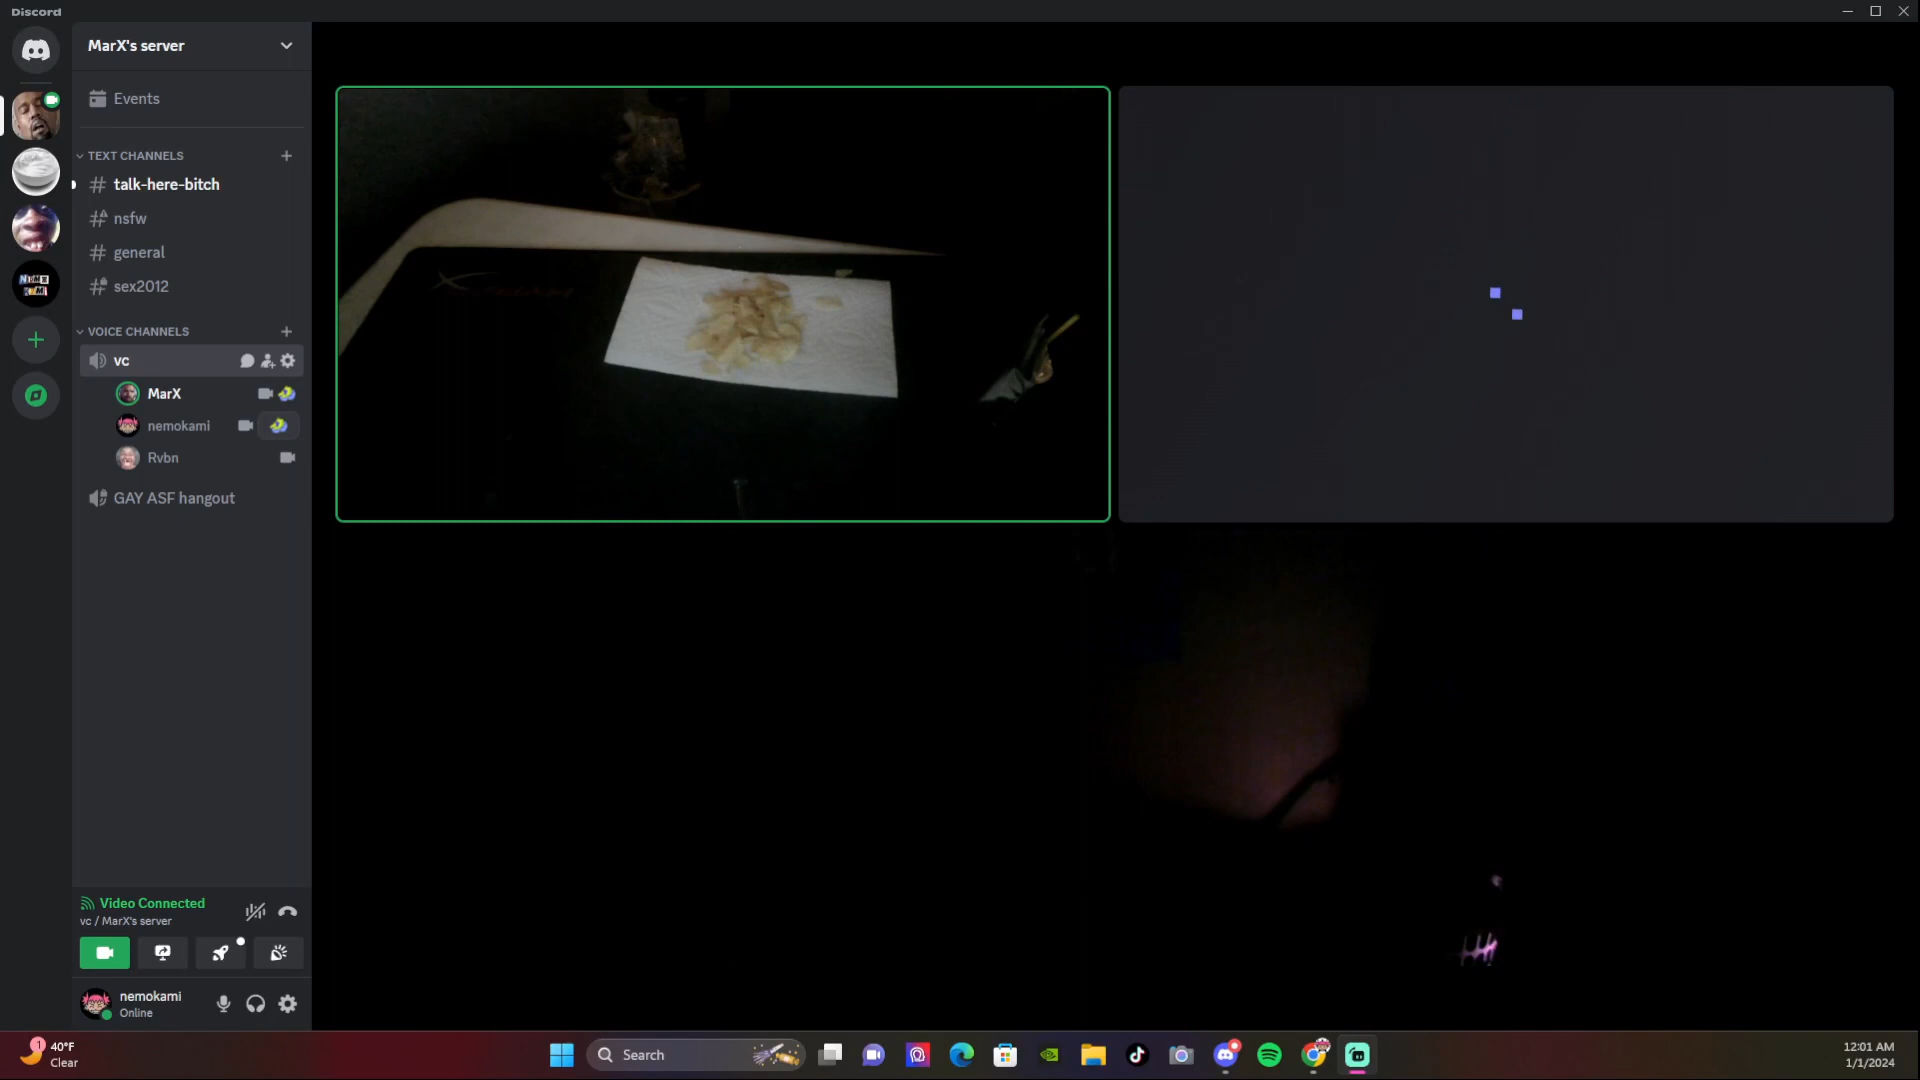 Discord
MarX's server
Events
TEXT CHANNELS
talk-here-bitch
nsfw
general
sex2012
VOICE CHANNELS
vc
MarX
nemokami
Rvbn
GAY ASF hangout
Video Connected
vc / MarX's server
nemokami
Online
1
40°F
Clear
Search
12:01 AM
1/1/2024